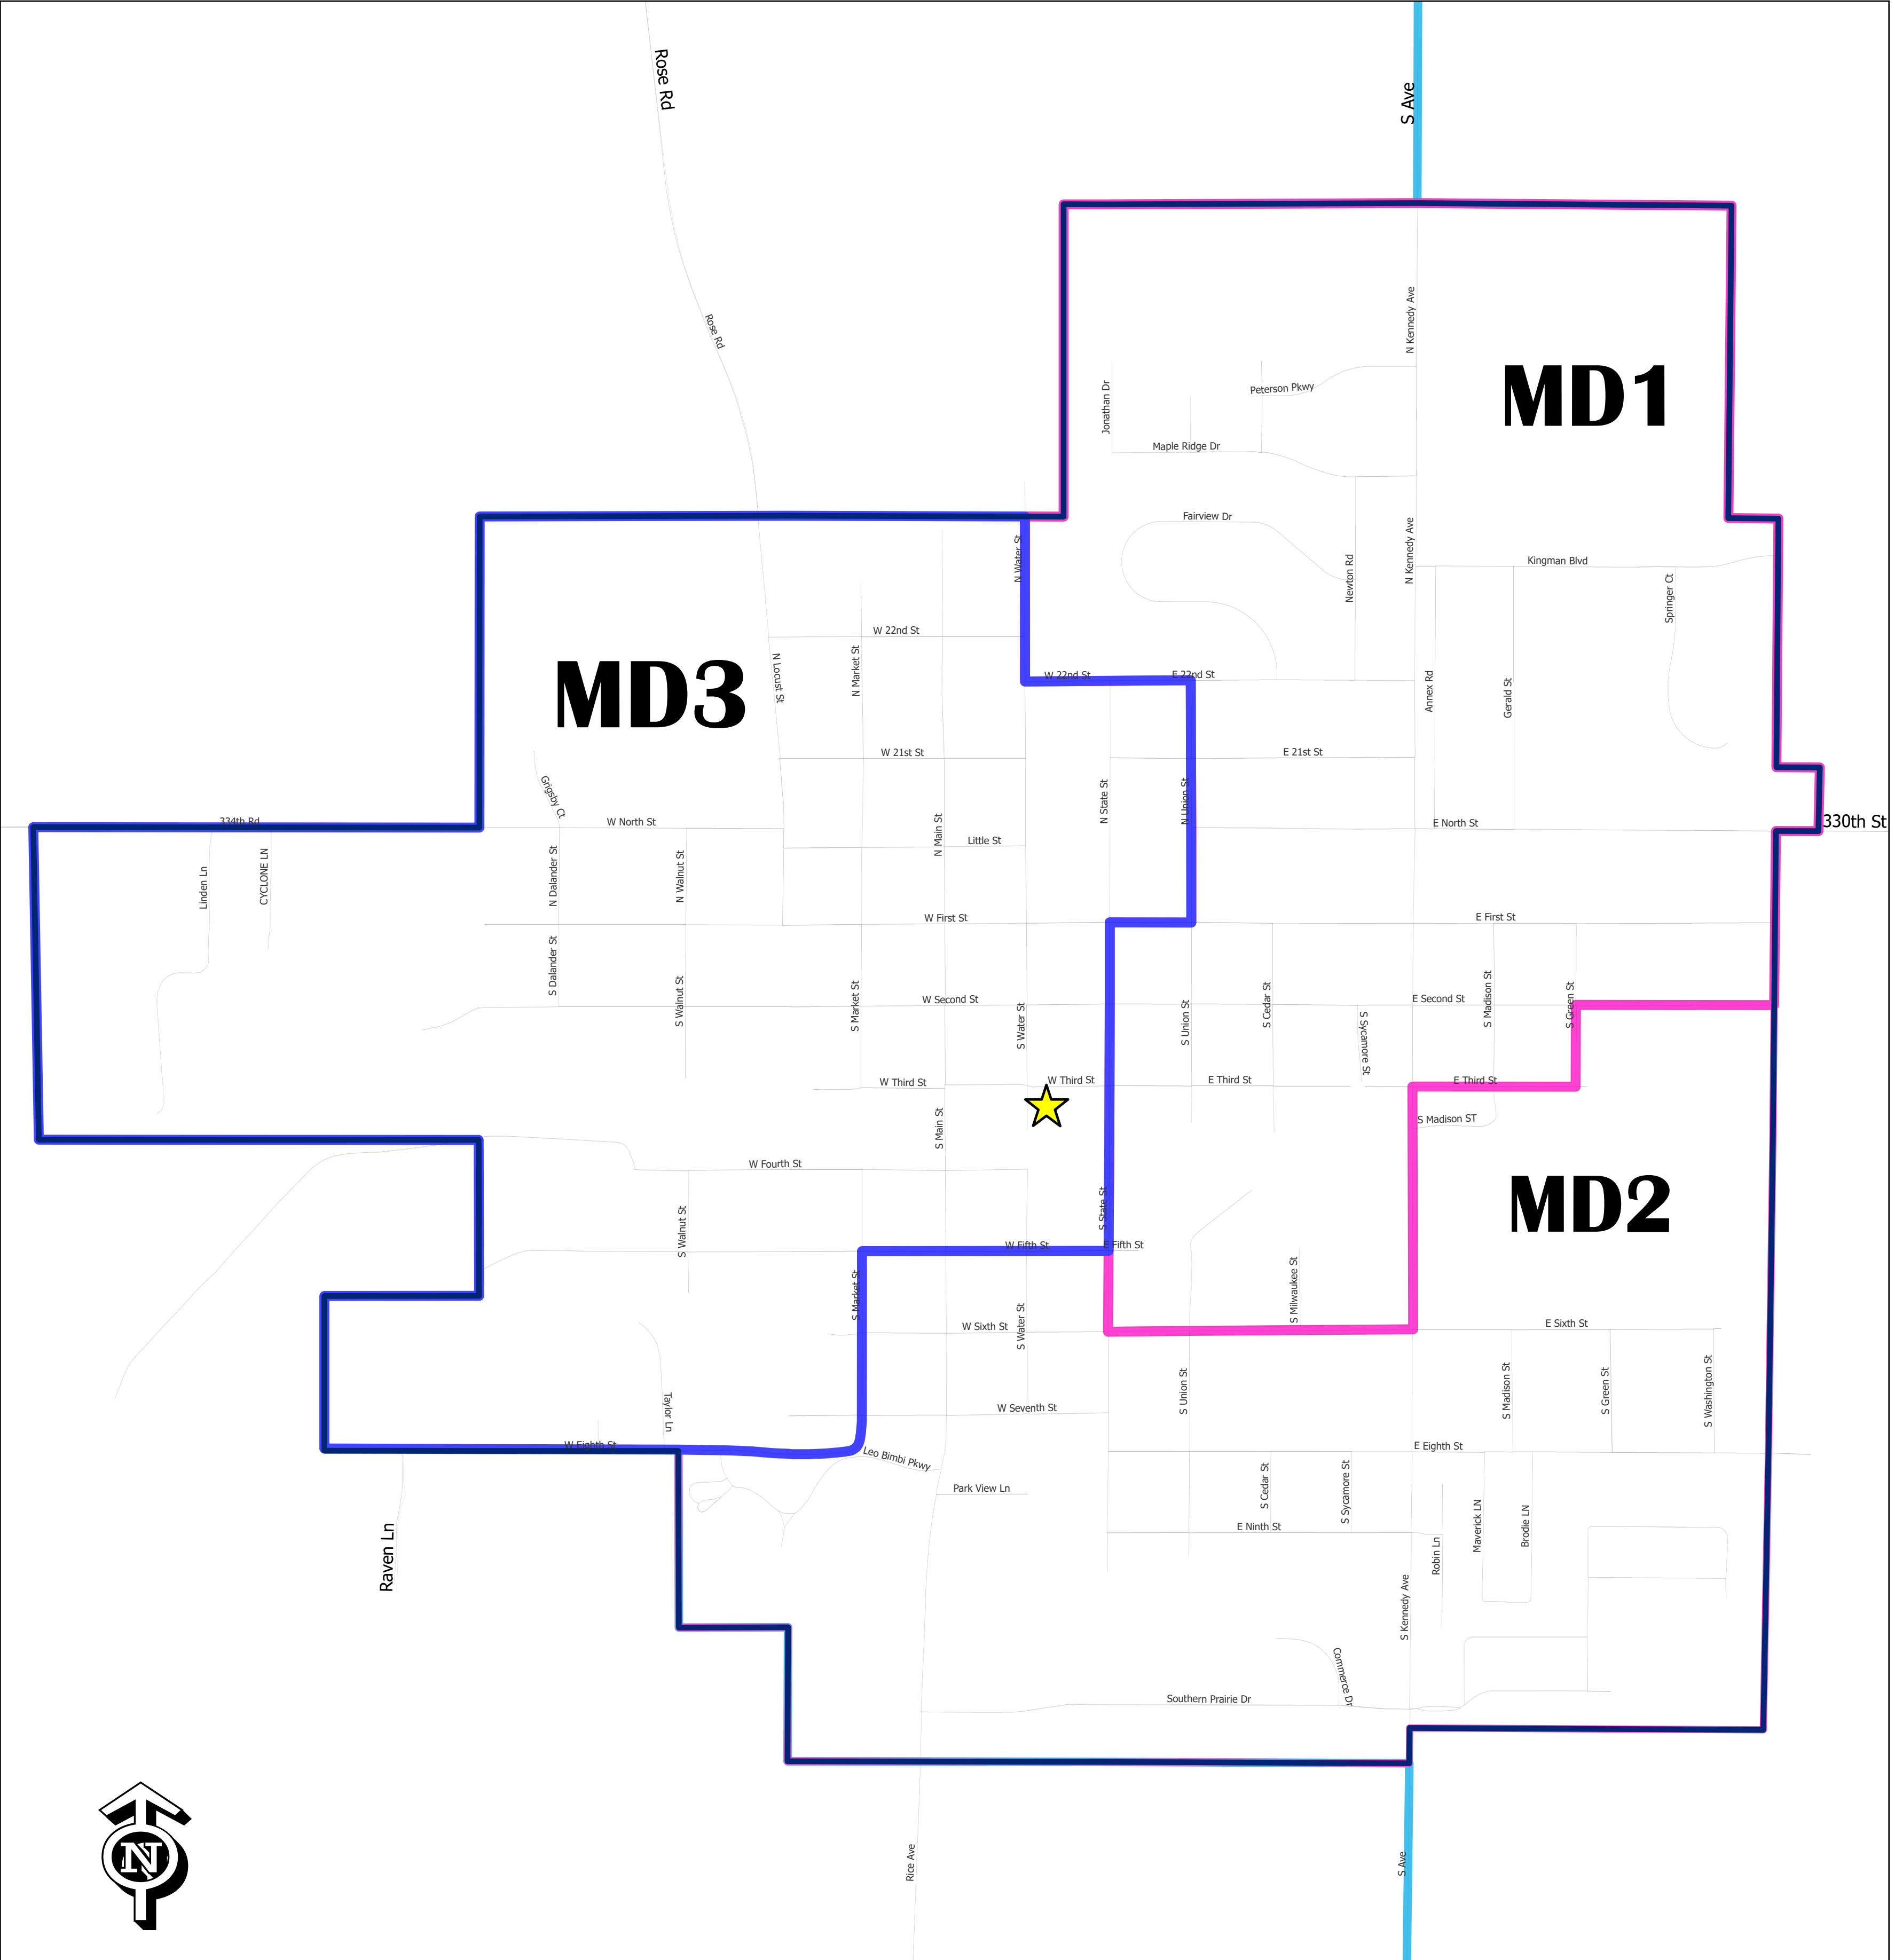 Rose Rd
S Ave
N Kennedy Ave
Rose Rd
MD1
Peterson Pkwy
Jonathan Dr
Maple Ridge Dr
Fairview Dr
N Water St
N Kennedy Ave
Kingman Blvd
Newton Rd
Springer Ct
W 22nd St
MD3
N Locust St
N Market St
W 22nd St
E 22nd St
Annex Rd
Gerald St
W 21st St
E 21st St
Grigsby Ct
N State St
N Union St
334th Rd
W North St
E North St
330th St
N Main St
Little St
Linden Ln
CYCLONE LN
N Dalander St
N Walnut St
W First St
E First St
S Dalander St
S Walnut St
S Market St
W Second St
S Water St
S Union St
S Cedar St
E Second St
S Sycamore St
S Madison St
S Green St
W Third St
W Third St
E Third St
E Third St
S Main St
S Madison ST
W Fourth St
MD2
S Walnut St
S State St
W Fifth St
E Fifth St
S Market St
S Milwaukee St
W Sixth St
S Water St
E Sixth St
Taylor Ln
W Seventh St
S Union St
S Madison St
S Green St
S Washington St
W Eighth St
Leo Bimbi Pkwy
E Eighth St
Park View Ln
S Cedar St
S Sycamore St
E Ninth St
Maverick LN
Brodie LN
Robin Ln
Raven Ln
S Kennedy Ave
Commerce Dr
Southern Prairie Dr
Rice Ave
S Ave
N